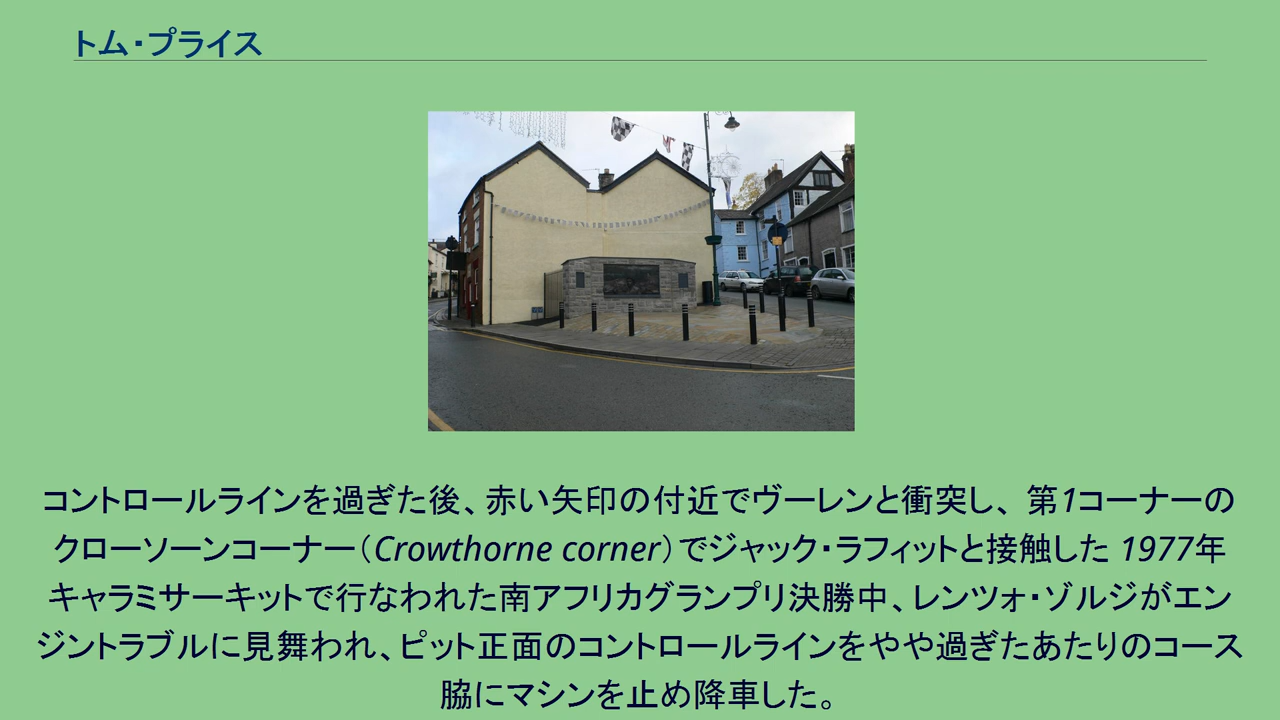 トム・プライス
コントロールラインを過ぎた後、赤い矢印の付近でヴーレンと衝突し、第1コーナーの
クローソーンコーナー（Crowthorne corner）でジャック・ラフィットと接触した 1977年
キャラミサーキットで行なわれた南アフリカグランプリ決勝中、レンツォ・ゾルジがエン
ジントラブルに見舞われ、ピット正面のコントロールラインをやや過ぎたあたりのコース
脇にマシンを止め降車した。